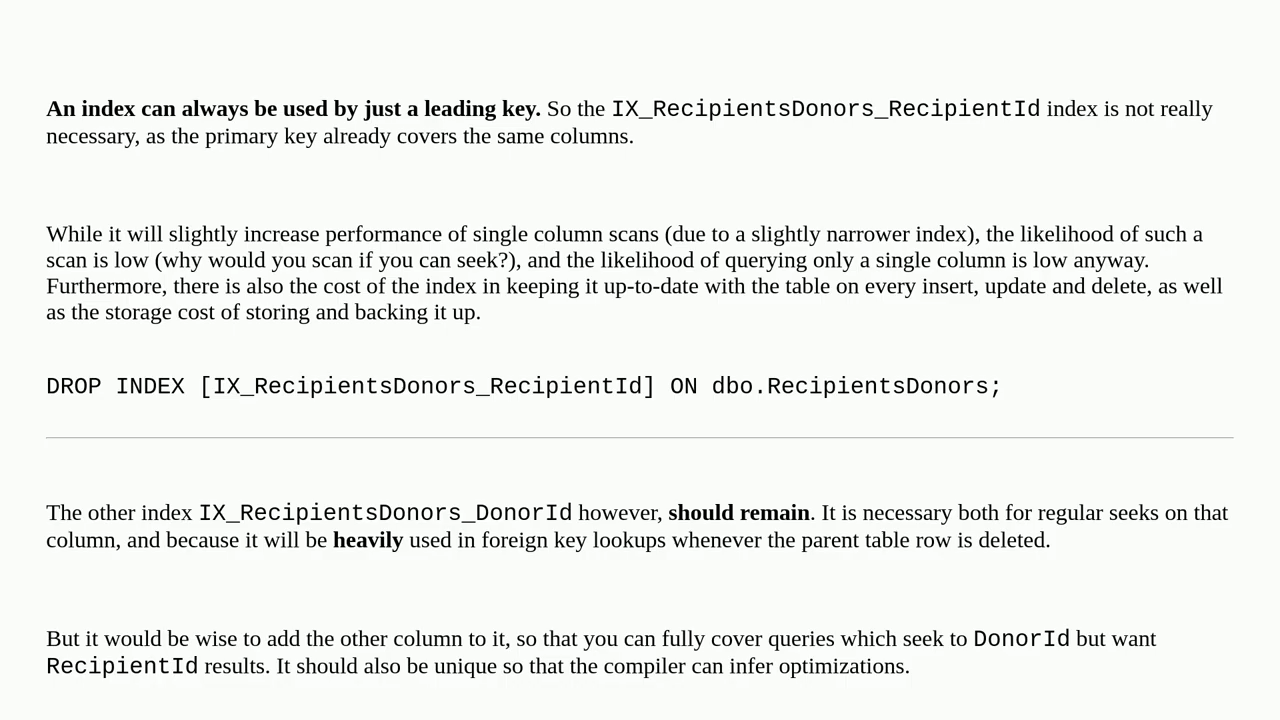 An index can always be used by just a leading key. So the IX_RecipientsDonors_RecipientId index is not really
necessary, as the primary key already covers the same columns.
While it will slightly increase performance of single column scans (due to a slightly narrower index), the likelihood of such a
scan is low (why would you scan if you can seek?), and the likelihood of querying only a single column is low anyway.
Furthermore, there is also the cost of the index in keeping it up-to-date with the table on every insert, update and delete, as well
as the storage cost of storing and backing it up.
DROP INDEX [IX_RecipientsDonors_RecipientId] ON dbo.RecipientsDonors;
The other index IX_RecipientsDonors_DonorId however, should remain. It is necessary both for regular seeks on that
column, and because it will be heavily used in foreign key lookups whenever the parent table row is deleted.
But it would be wise to add the other column to it, so that you can fully cover queries which seek to DonorId but want
RecipientId results. It should also be unique so that the compiler can infer optimizations.